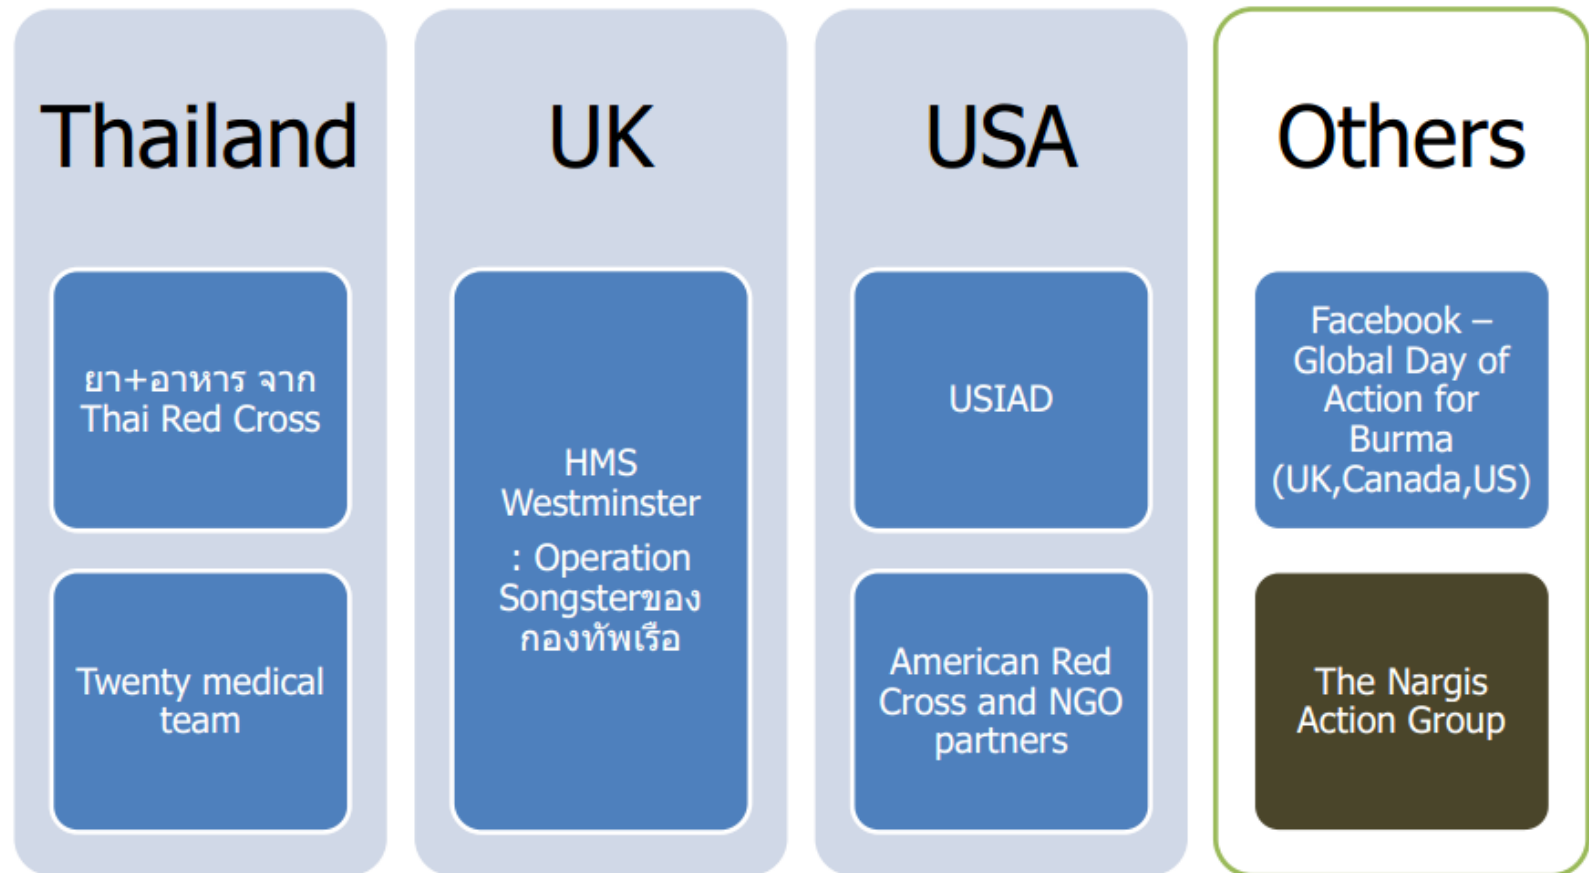 Thailand
ยา+อาหาร จาก
Thai Red Cross
Twenty medical
team
UK
HMS
Westminster
: Operation
Songsterของ
กองทัพเรือ
USA
USIAD
American Red
Cross and NGO
partners
Others
Facebook –
Global Day of
Action for
Burma
(UK,Canada,US)
The Nargis
Action Group